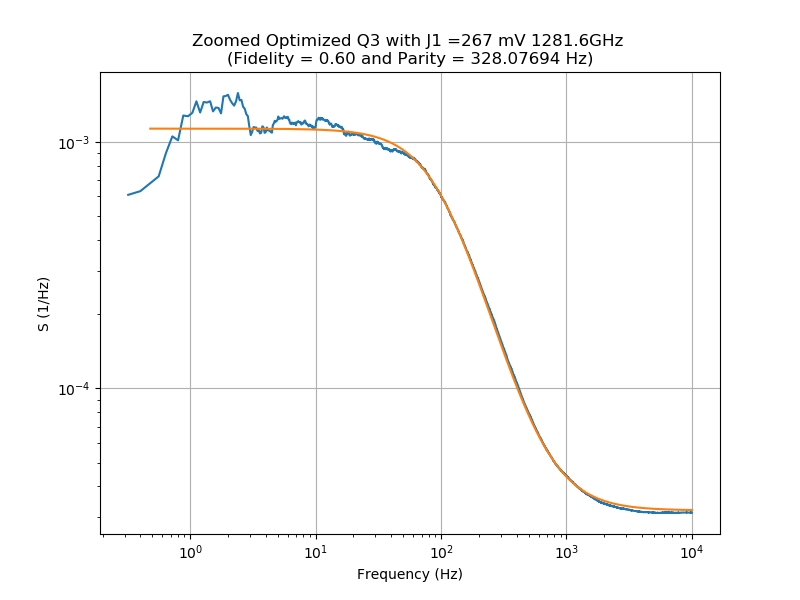 Zoomed Optimized Q3 with J1 =267 mV 1281.6GHz
(Fidelity = 0.60 and Parity = 328.07694 Hz)
S (1/Hz)
10⁻³
10⁻⁴
10⁰ 10¹ 10² 10³ 10⁴
Frequency (Hz)